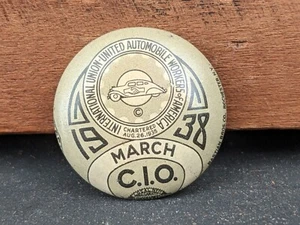 INTERNATIONAL UNION · UNITED AUTOMOBILE WORKERS OF AMERICA
©
CHARTERED
AUG. 26, 1935
19 38
MARCH
C.I.O.